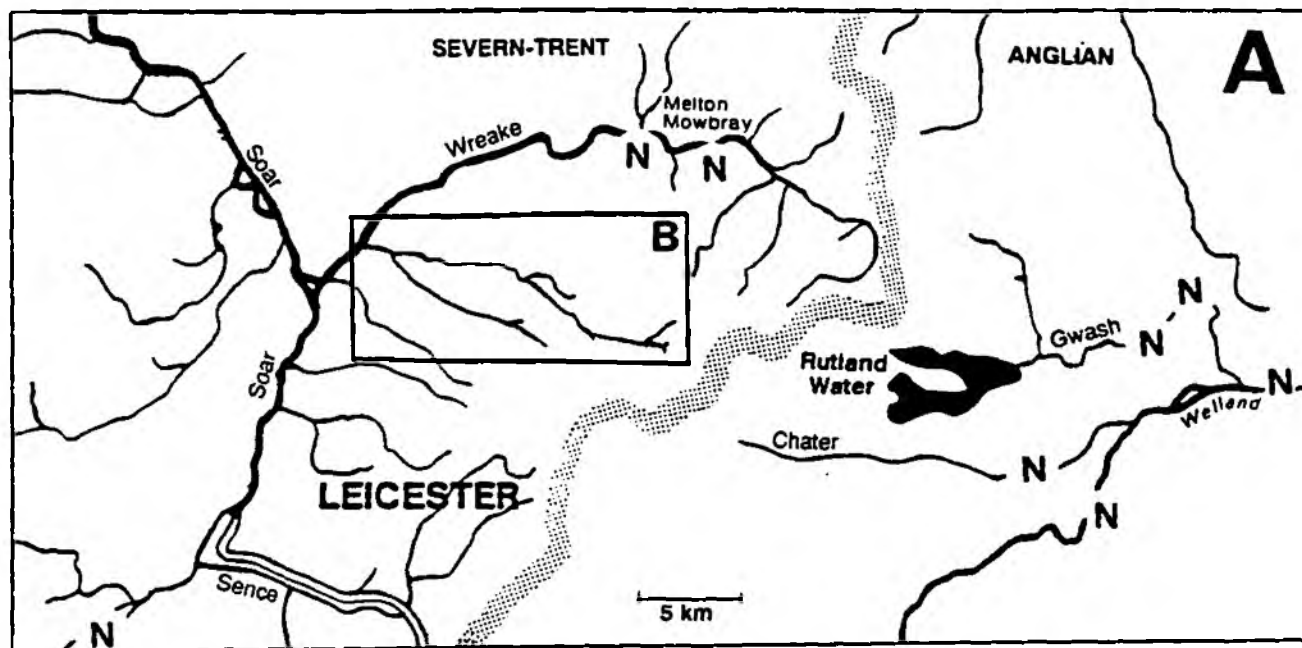 SEVERN-TRENT
ANGLIAN
A
Melton
Mowbray
Wreake
N
N
Soar
B
N
Gwash
N
Rutland
Water
Soar
N
Welland
Chater
N
LEICESTER
N
Sence
5 km
N